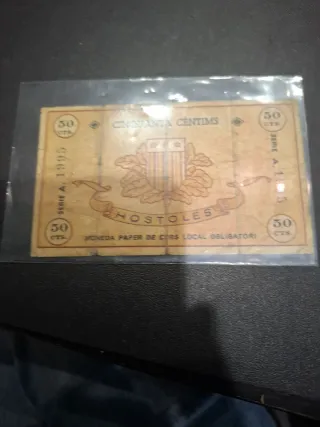 50 CTS.
CINQUANTA CÈNTIMS
50 CTS.
SERIE A. 1995
SERIE A.
HOSTOLES
50 CTS.
MONEDA PAPER DE CURS LOCAL OBLIGATORI
50 CTS.